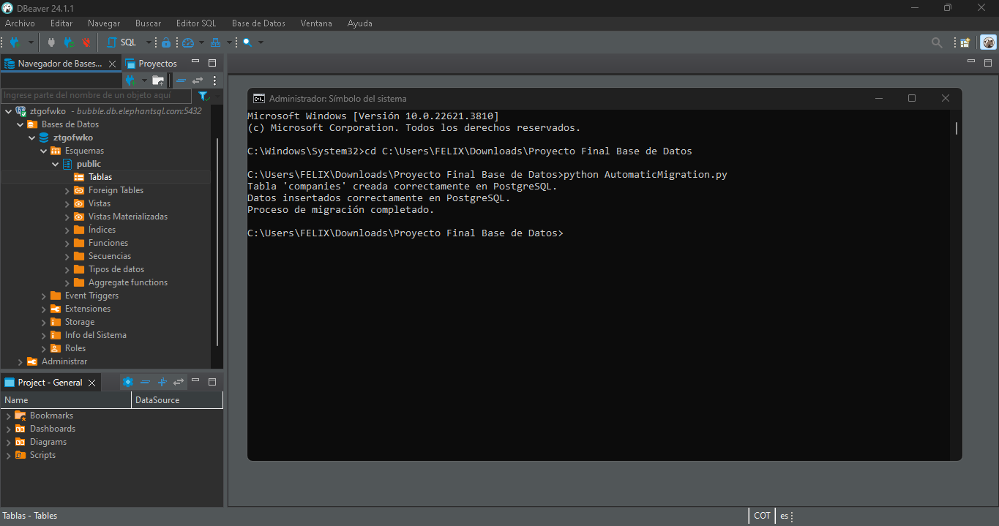 DBeaver 24.1.1
Archivo Editar Navegar Buscar Editor SQL Base de Datos Ventana Ayuda
SQL
Navegador de Bases... Proyectos
Ingrese parte del nombre de un objeto aquí
ztgofwko - bubble.db.elephantsql.com:5432
Bases de Datos
ztgofwko
Esquemas
public
Tablas
Foreign Tables
Vistas
Vistas Materializadas
Índices
Funciones
Secuencias
Tipos de datos
Aggregate functions
Event Triggers
Extensiones
Storage
Info del Sistema
Roles
Administrar
Project - General
Name DataSource
Bookmarks
Dashboards
Diagrams
Scripts
Administrador: Símbolo del sistema
Microsoft Windows [Versión 10.0.22621.3810]
(c) Microsoft Corporation. Todos los derechos reservados.
C:\Windows\System32>cd C:\Users\FELIX\Downloads\Proyecto Final Base de Datos
C:\Users\FELIX\Downloads\Proyecto Final Base de Datos>python AutomaticMigration.py
Tabla 'companies' creada correctamente en PostgreSQL.
Datos insertados correctamente en PostgreSQL.
Proceso de migración completado.
C:\Users\FELIX\Downloads\Proyecto Final Base de Datos>
Tablas - Tables
COT es